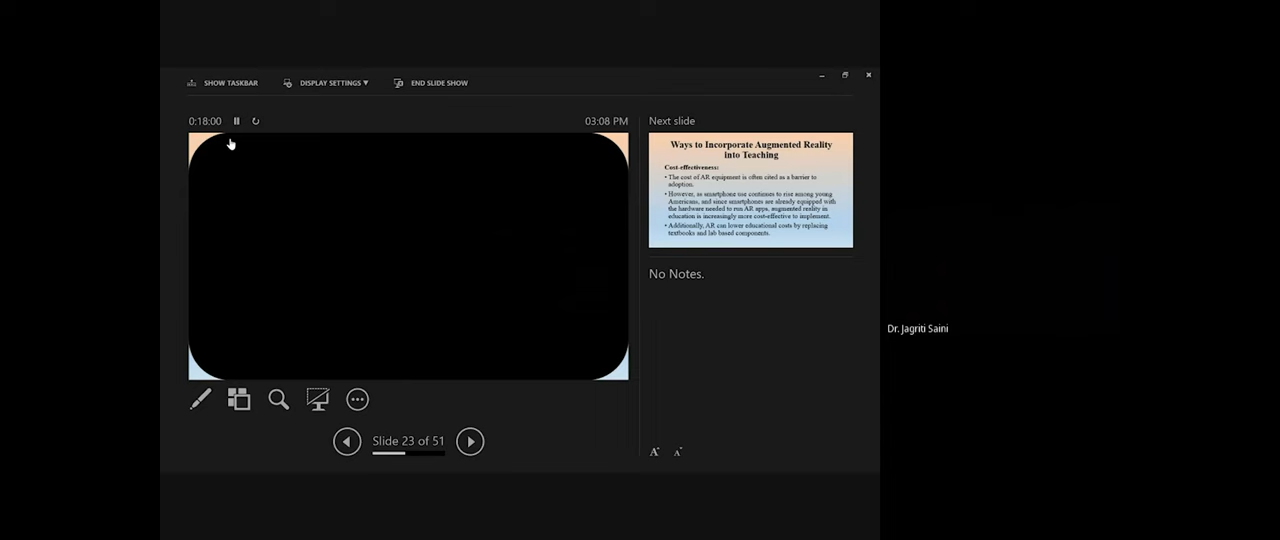 SHOW TASKBAR
DISPLAY SETTINGS ▼
END SLIDE SHOW
0:18:00
03:08 PM
Next slide
Ways to Incorporate Augmented Reality
into Teaching
Cost-effectiveness:
• The cost of AR equipment is often cited as a barrier to
adoption.
• However, as smartphone use continues to rise among young
Americans, and since smartphones are already equipped with
the hardware needed to run AR apps, augmented reality in
education is increasingly more cost-effective to implement.
• Additionally, AR can lower educational costs by replacing
textbooks and lab based components.
No Notes.
Dr. Jagriti Saini
Slide 23 of 51
A A